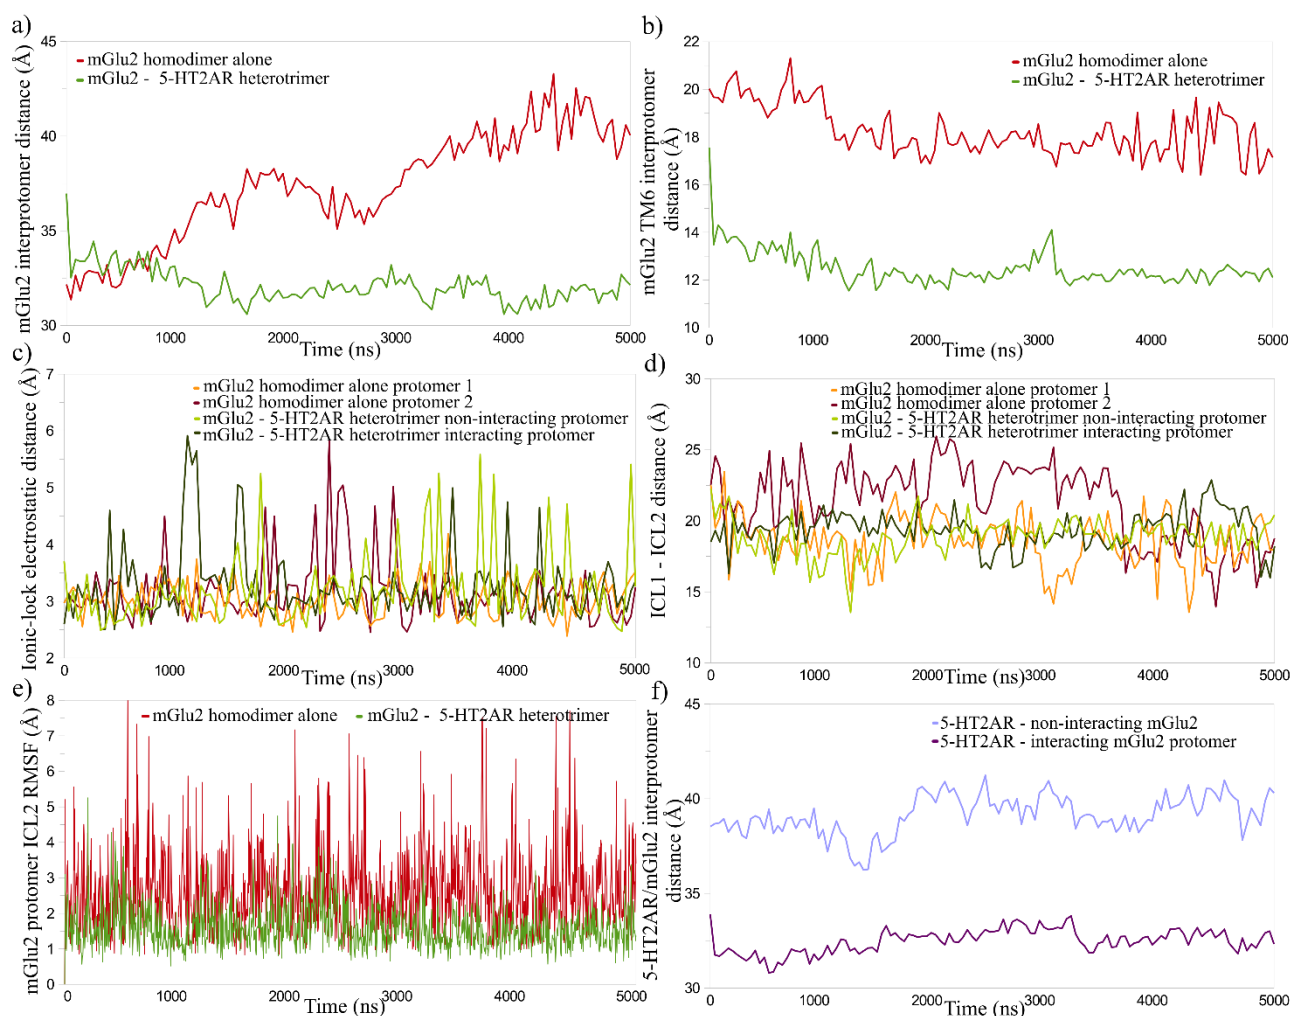 a)
mGlu2 interprotomer distance (Å)
45
40
35
30
mGlu2 homodimer alone
mGlu2 - 5-HT2AR heterotrimer
0 1000 2000 3000 4000 5000
Time (ns)
b)
mGlu2 TM6 interprotomer
distance (Å)
22
20
18
16
14
12
10
mGlu2 homodimer alone
mGlu2 - 5-HT2AR heterotrimer
0 1000 2000 3000 4000 5000
Time (ns)
c)
Ionic-lock electrostatic distance (Å)
7
6
5
4
3
2
mGlu2 homodimer alone protomer 1
mGlu2 homodimer alone protomer 2
mGlu2 - 5-HT2AR heterotrimer non-interacting protomer
mGlu2 - 5-HT2AR heterotrimer interacting protomer
0 1000 2000 3000 4000 5000
Time (ns)
d)
ICL1 - ICL2 distance (Å)
30
25
20
15
10
mGlu2 homodimer alone protomer 1
mGlu2 homodimer alone protomer 2
mGlu2 - 5-HT2AR heterotrimer non-interacting protomer
mGlu2 - 5-HT2AR heterotrimer interacting protomer
0 1000 2000 3000 4000 5000
Time (ns)
e)
mGlu2 protomer ICL2 RMSF (Å)
8
7
6
5
4
3
2
1
0
mGlu2 homodimer alone
mGlu2 - 5-HT2AR heterotrimer
0 1000 2000 3000 4000 5000
Time (ns)
f)
5-HT2AR/mGlu2 interprotomer
distance (Å)
45
40
35
30
5-HT2AR - non-interacting mGlu2
5-HT2AR - interacting mGlu2 protomer
0 1000 2000 3000 4000 5000
Time (ns)